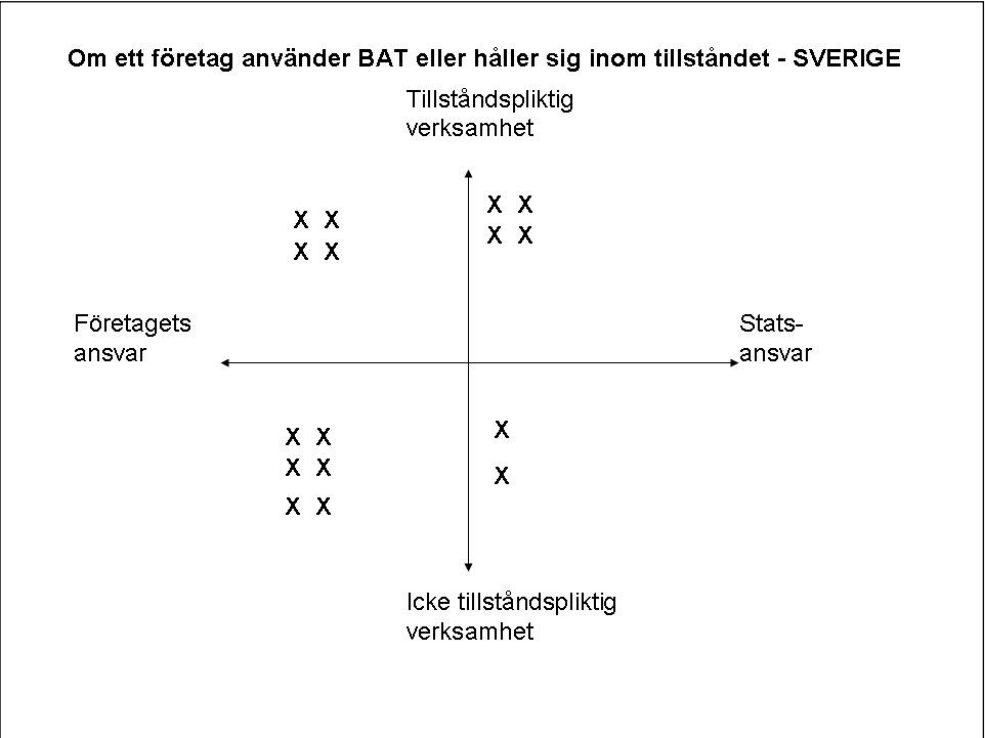 Om ett företag använder BAT eller håller sig inom tillståndet - SVERIGE
Tillståndspliktig
verksamhet
X X
X X
X X
X X
Företagets
ansvar
Stats-
ansvar
X X
X X
X X
X
X
Icke tillståndspliktig
verksamhet